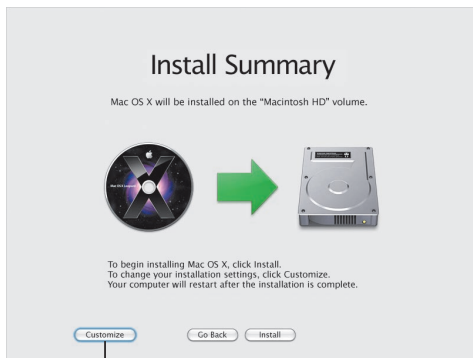 Install Summary
Mac OS X will be installed on the “Macintosh HD” volume.
To begin installing Mac OS X, click Install.
To change your installation settings, click Customize.
Your computer will restart after the installation is complete.
Customize
Go Back
Install